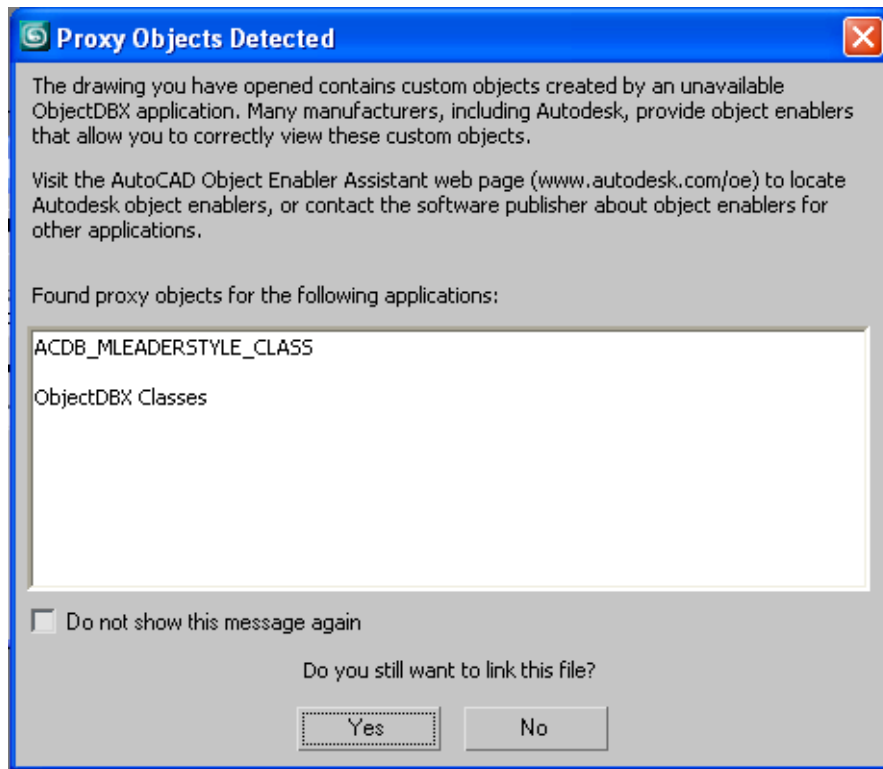 Proxy Objects Detected
The drawing you have opened contains custom objects created by an unavailable
ObjectDBX application. Many manufacturers, including Autodesk, provide object enablers
that allow you to correctly view these custom objects.
Visit the AutoCAD Object Enabler Assistant web page (www.autodesk.com/oe) to locate
Autodesk object enablers, or contact the software publisher about object enablers for
other applications.
Found proxy objects for the following applications:
ACDB_MLEADERSTYLE_CLASS
ObjectDBX Classes
Do not show this message again
Do you still want to link this file?
Yes
No